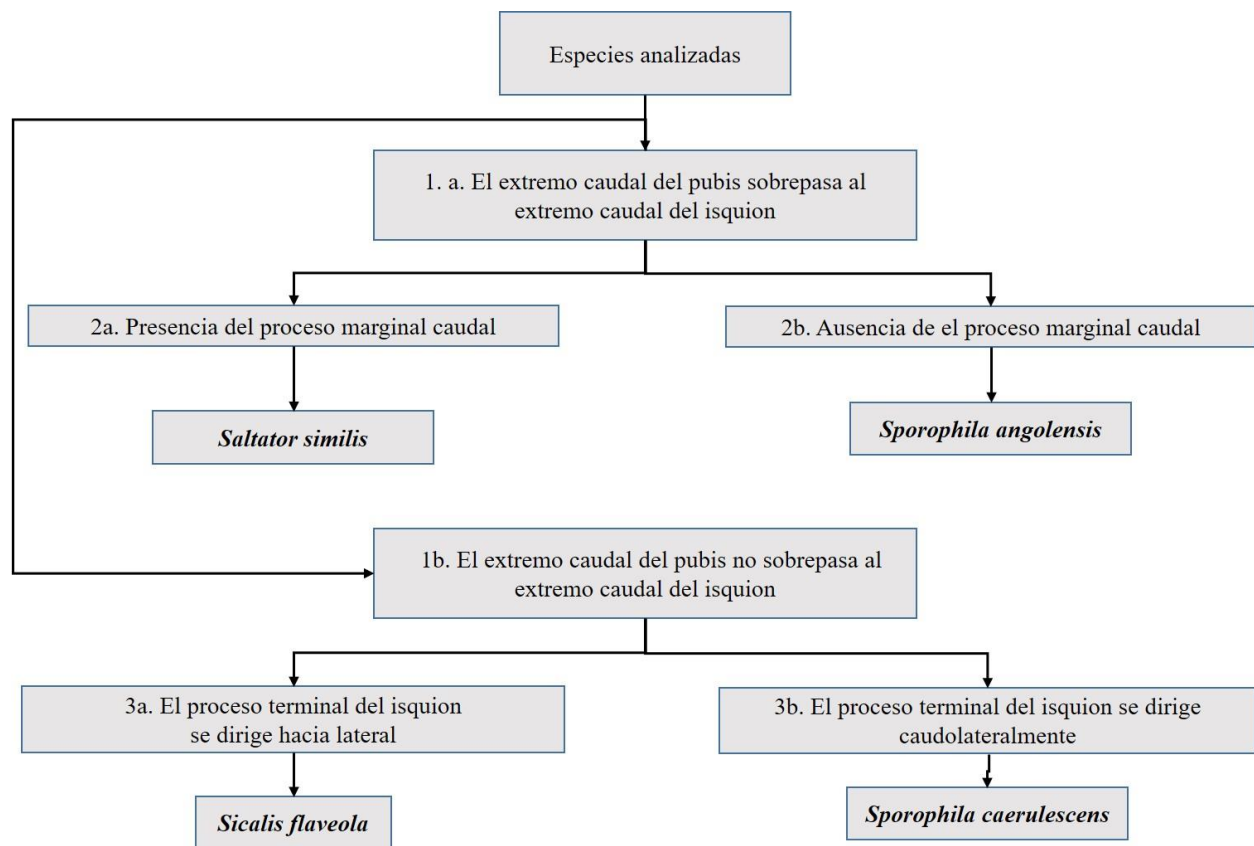 Especies analizadas
1. a. El extremo caudal del pubis sobrepasa al
extremo caudal del isquion
2a. Presencia del proceso marginal caudal
2b. Ausencia de el proceso marginal caudal
Saltator similis
Sporophila angolensis
1b. El extremo caudal del pubis no sobrepasa al
extremo caudal del isquion
3a. El proceso terminal del isquion
se dirige hacia lateral
3b. El proceso terminal del isquion se dirige
caudolateralmente
Sicalis flaveola
Sporophila caerulescens